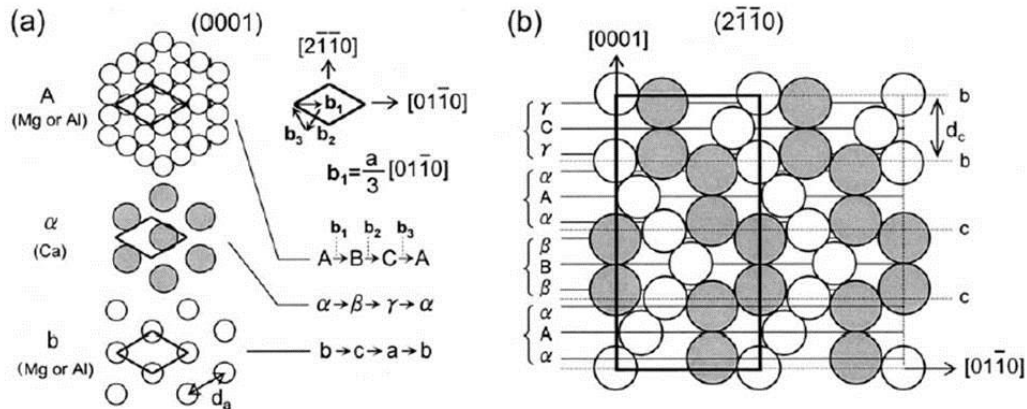 (a)
(0001)
A
(Mg or Al)
[2$\bar{1}\bar{1}$0]
[01$\bar{1}$0]
b₁
b₃ b₂
b₁=a/3 [01$\bar{1}$0]
α
(Ca)
b₁ b₂ b₃
A→B→C→A
α→β→γ→α
b
(Mg or Al)
b→c→a→b
dₐ
(b)
(2$\bar{1}\bar{1}$0)
[0001]
γ
C
γ
α
A
α
β
B
β
α
A
α
b
d_c
b
c
c
[01$\bar{1}$0]